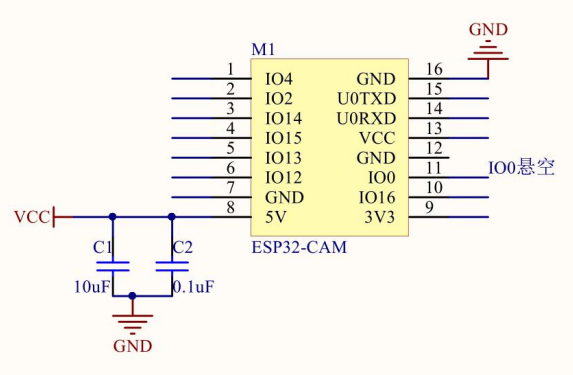 GND
M1
1 IO4 GND 16
2 IO2 U0TXD 15
3 IO14 U0RXD 14
4 IO15 VCC 13
5 IO13 GND 12
6 IO12 IO0 11 IO0悬空
7 GND IO16 10
VCC 8 5V 3V3 9
C1 C2 ESP32-CAM
10uF 0.1uF
GND